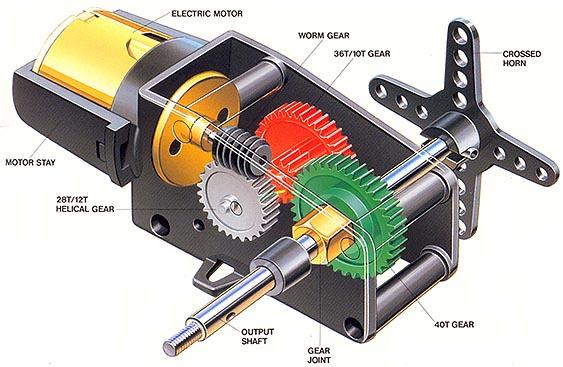 ELECTRIC MOTOR
WORM GEAR
36T/10T GEAR
CROSSED
HORN
MOTOR STAY
28T/12T
HELICAL GEAR
OUTPUT
SHAFT
GEAR
JOINT
40T GEAR